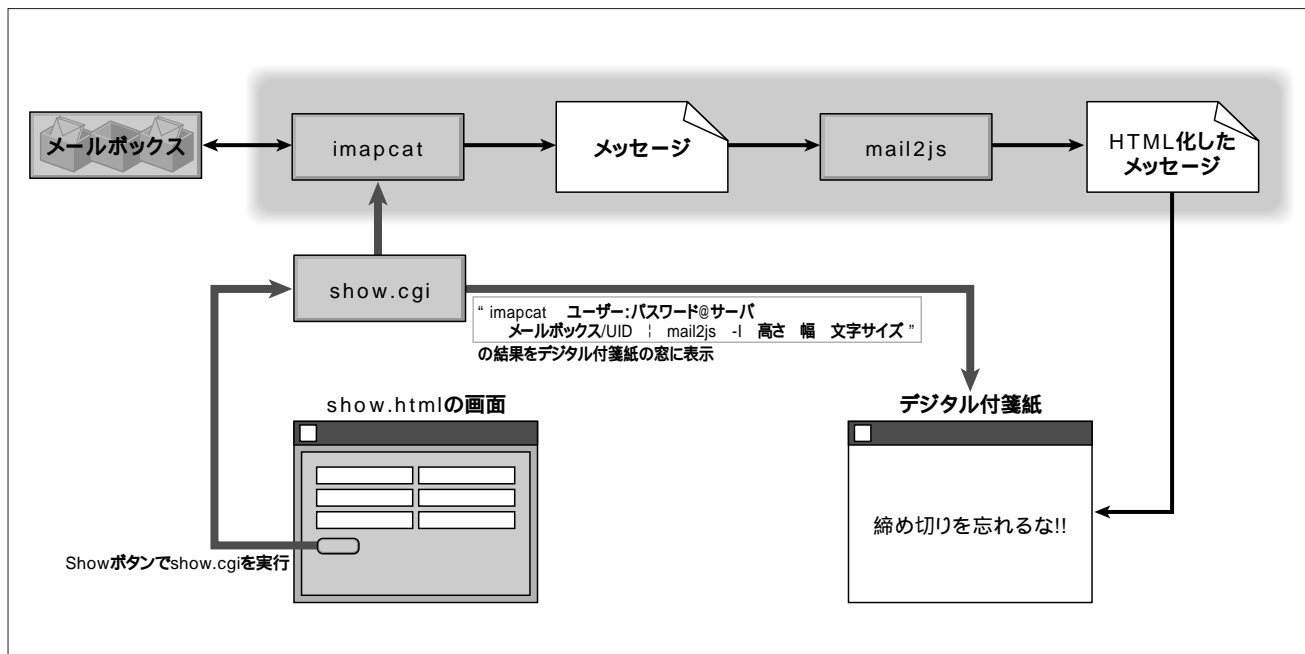 メールボックス
imapcat
メッセージ
mail2js
HTML化した
メッセージ
show.cgi
“ imapcat ユーザー:パスワード@サーバ
メールボックス/UID ¦ mail2js -I 高さ 幅 文字サイズ ”
の結果をデジタル付箋紙の窓に表示
show.htmlの画面
デジタル付箋紙
締め切りを忘れるな!!
Showボタンでshow.cgiを実行